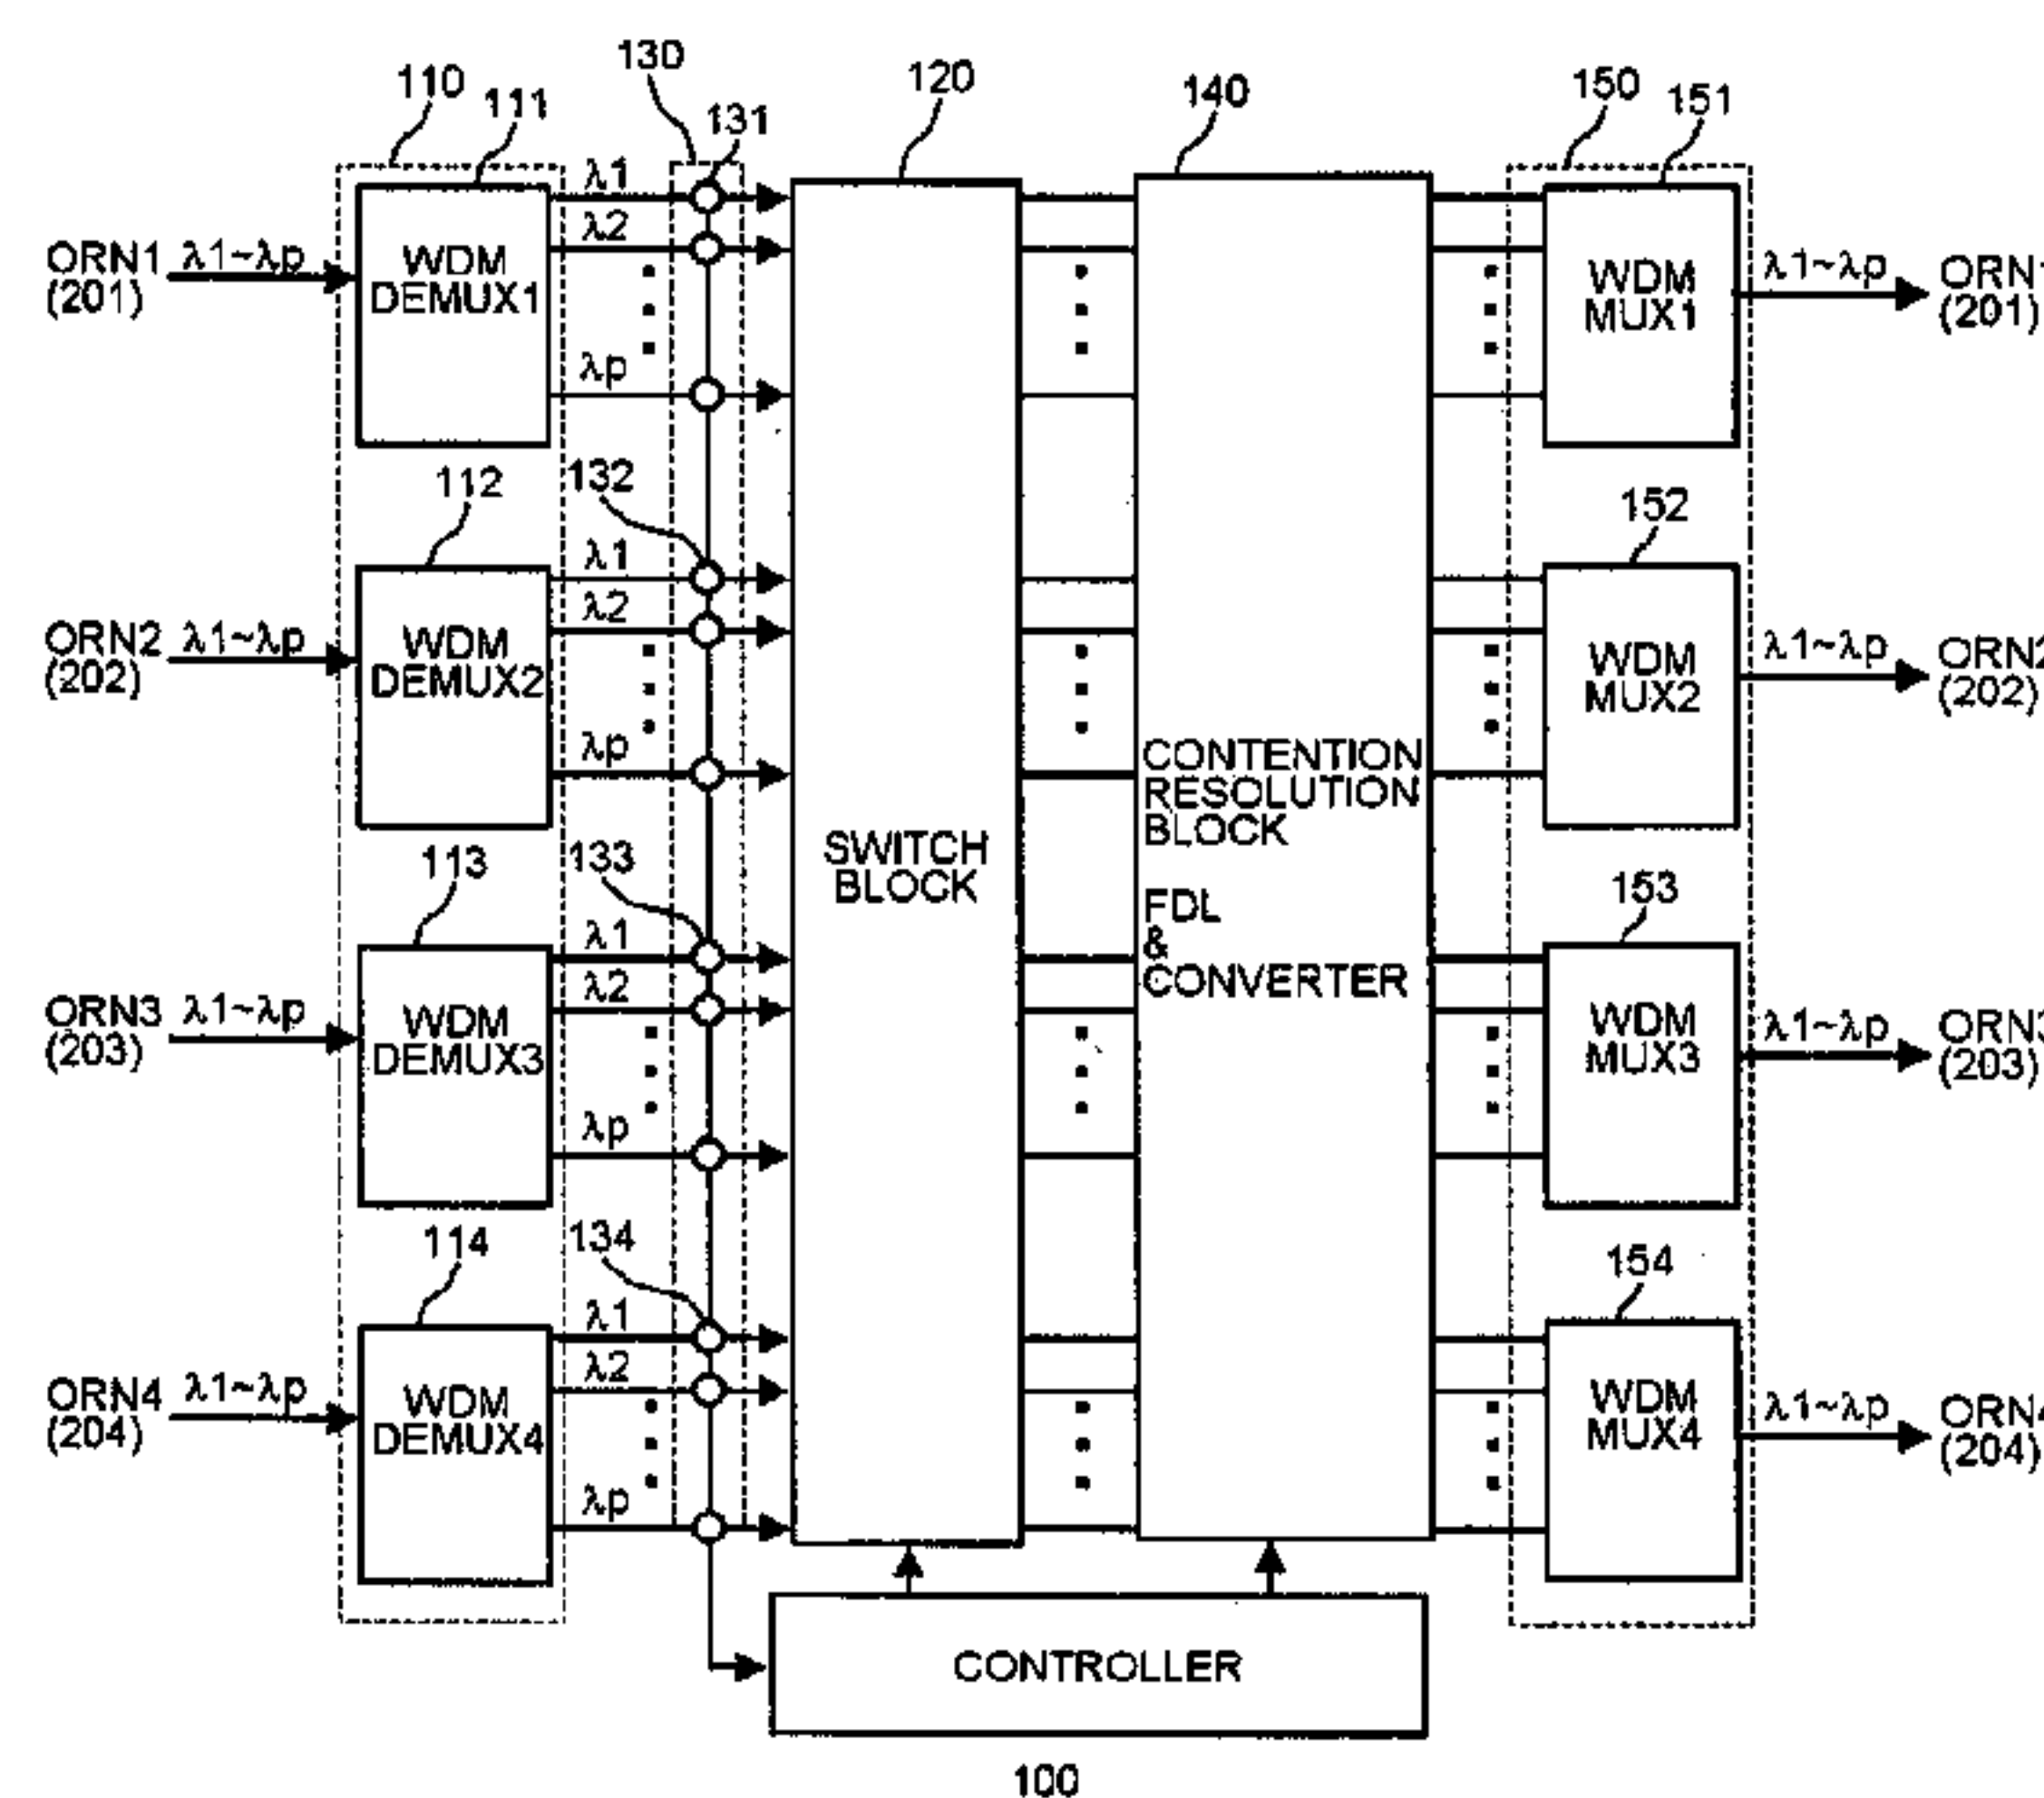 130
120
140
150
151
110
111
131
λ1
λ2
λp
ORN1
(201)
λ1~λp
WDM
DEMUX1
WDM
MUX1
λ1~λp
ORN1
(201)
112
132
152
λ1
λ2
λp
ORN2
(202)
λ1~λp
WDM
DEMUX2
WDM
MUX2
λ1~λp
ORN2
(202)
SWITCH
BLOCK
CONTENTION
RESOLUTION
BLOCK
FDL
&
CONVERTER
113
133
153
λ1
λ2
λp
ORN3
(203)
λ1~λp
WDM
DEMUX3
WDM
MUX3
λ1~λp
ORN3
(203)
114
134
154
λ1
λ2
λp
ORN4
(204)
λ1~λp
WDM
DEMUX4
WDM
MUX4
λ1~λp
ORN4
(204)
CONTROLLER
100